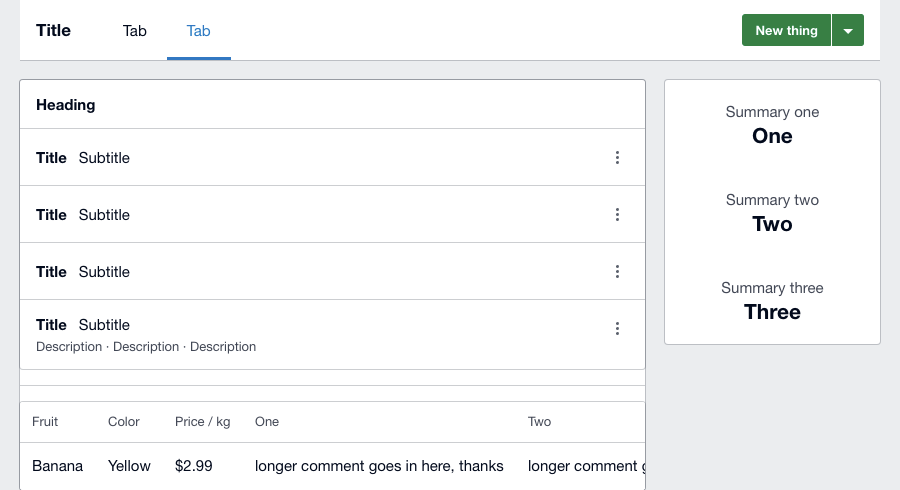 Title Tab Tab New thing
Heading
Title Subtitle
Title Subtitle
Title Subtitle
Title Subtitle
Description · Description · Description
Fruit Color Price / kg One Two
Banana Yellow $2.99 longer comment goes in here, thanks longer comment
Summary one
One
Summary two
Two
Summary three
Three